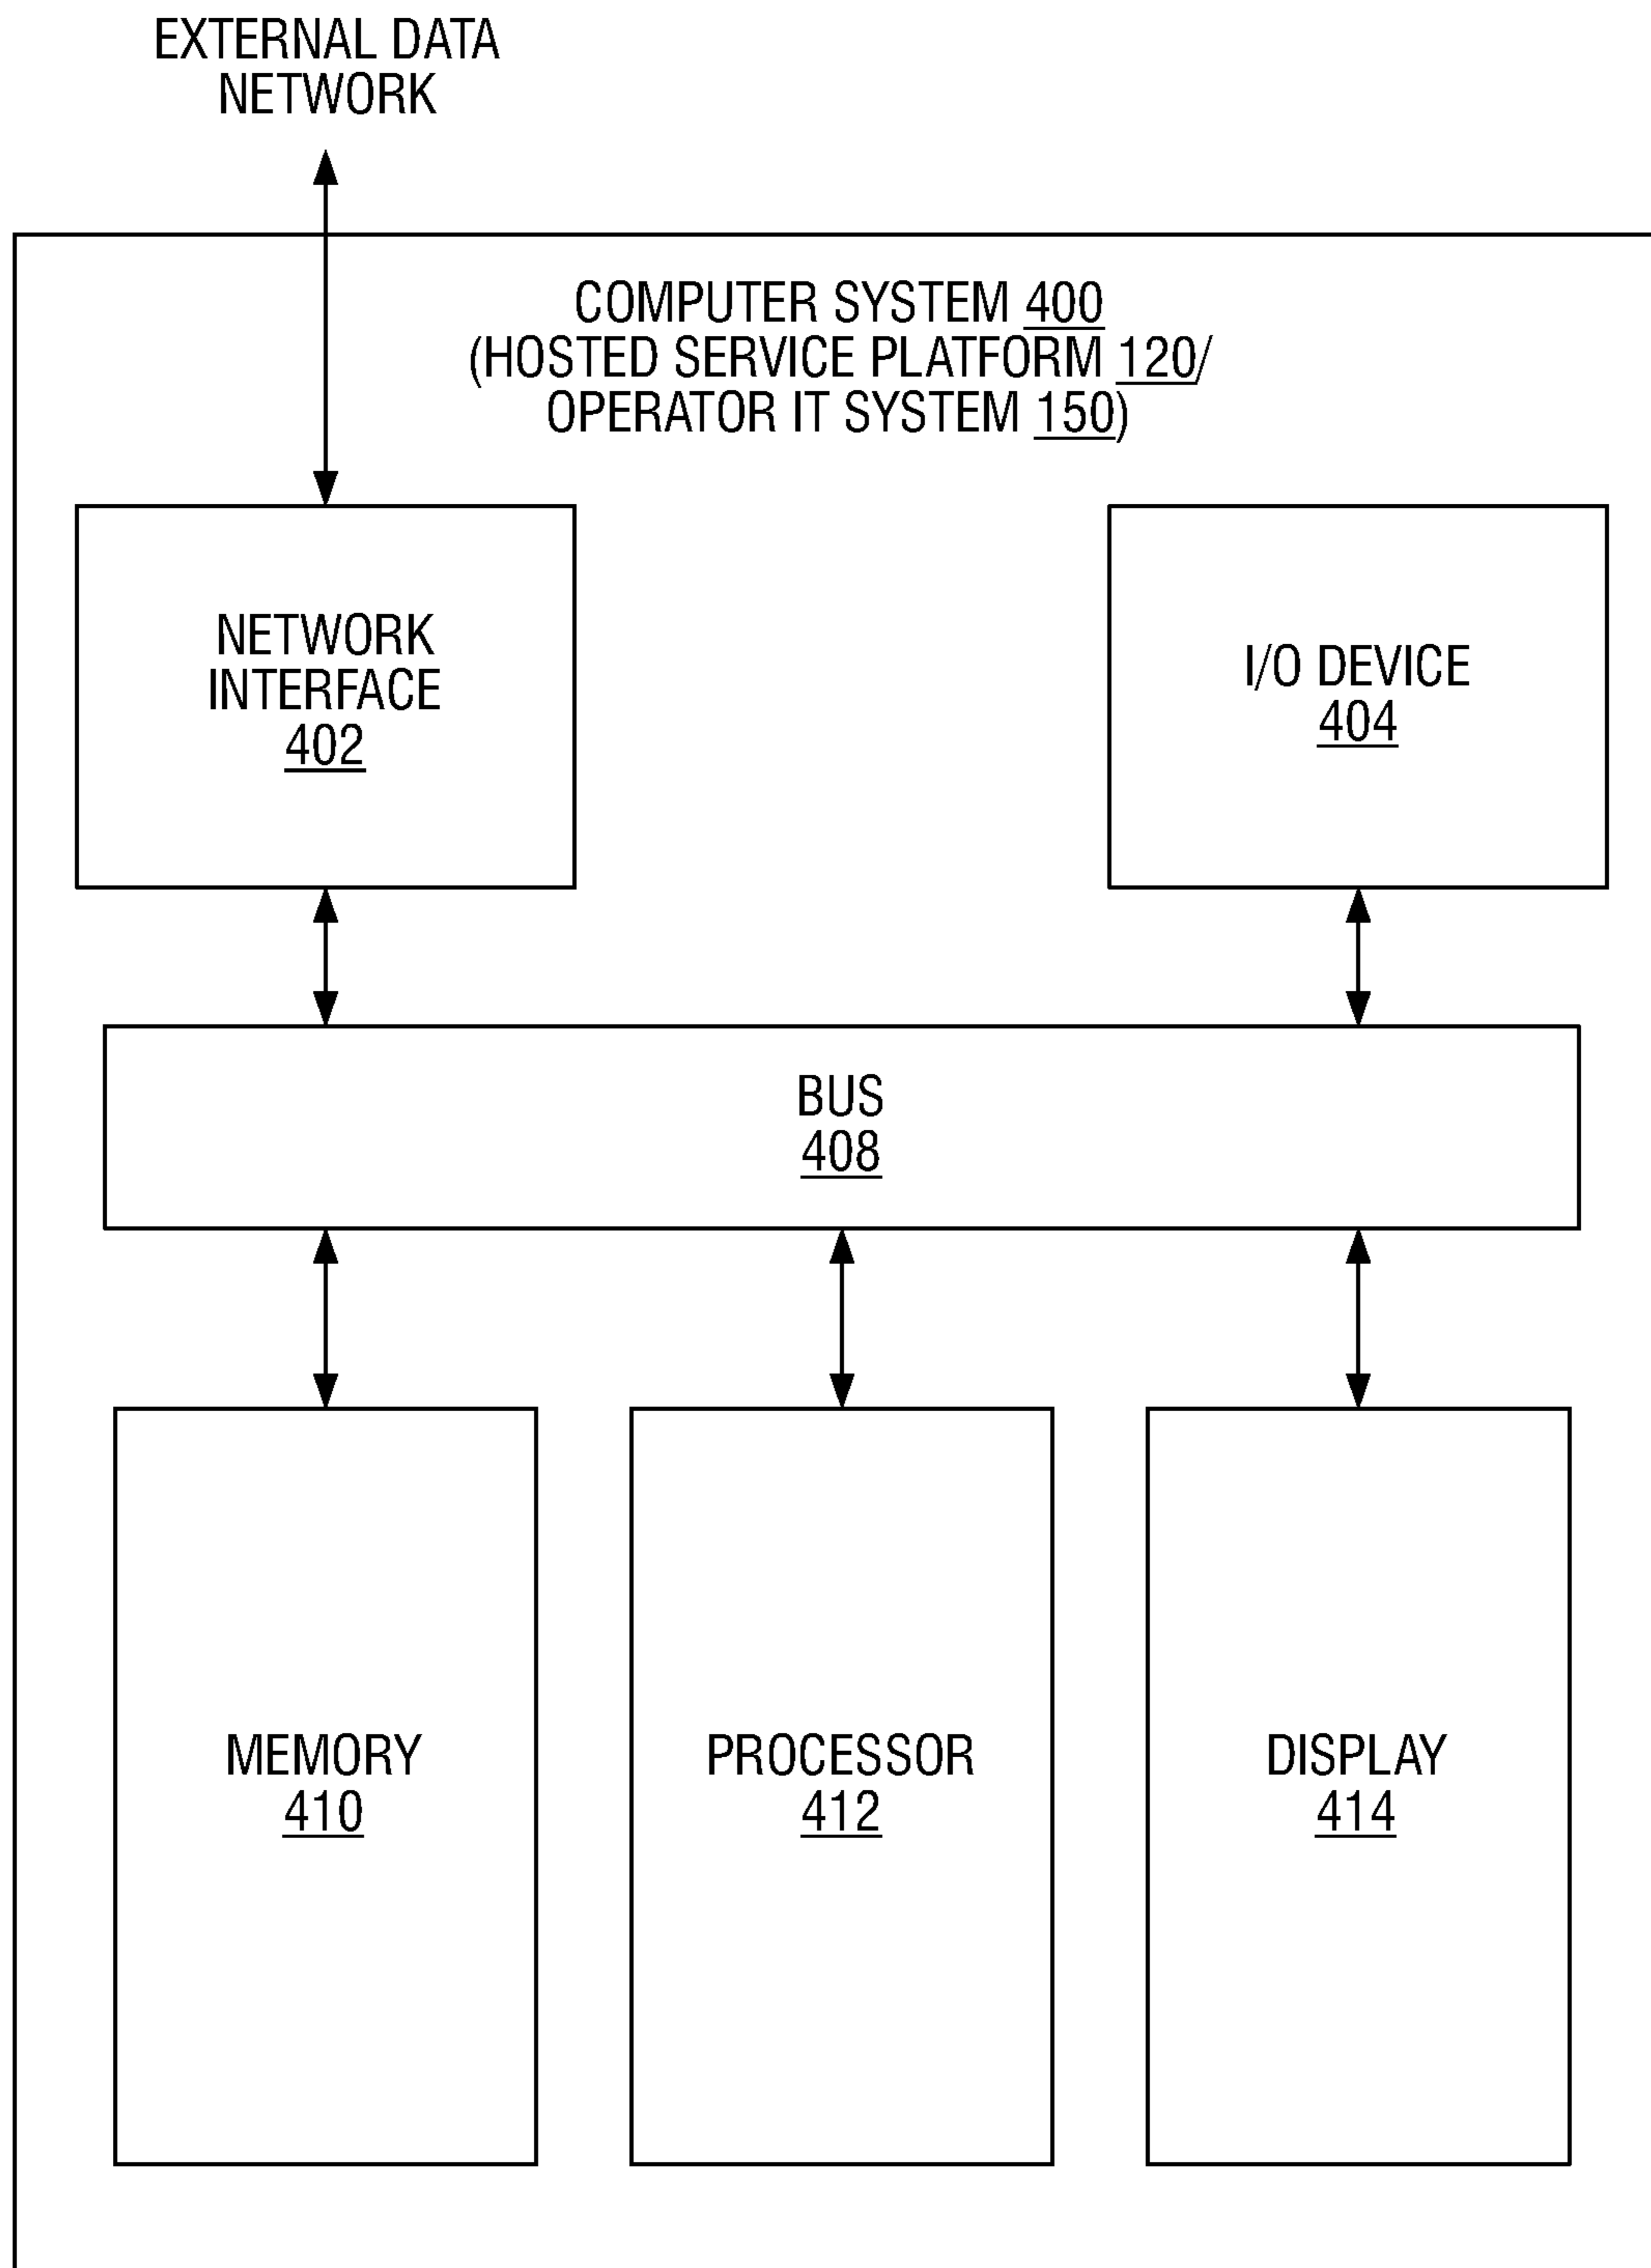 EXTERNAL DATA
NETWORK
COMPUTER SYSTEM 400
(HOSTED SERVICE PLATFORM 120/
OPERATOR IT SYSTEM 150)
NETWORK
INTERFACE
402
I/O DEVICE
404
BUS
408
MEMORY
410
PROCESSOR
412
DISPLAY
414